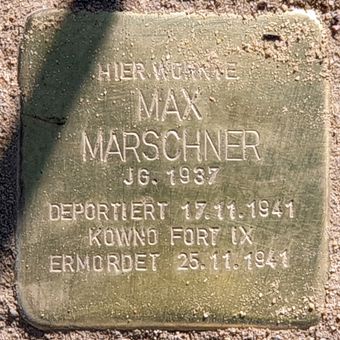 HIER WOHNTE
MAX
MARSCHNER
JG. 1937
DEPORTIERT 17.11.1941
KOWNO FORT IX
ERMORDET 25.11.1941